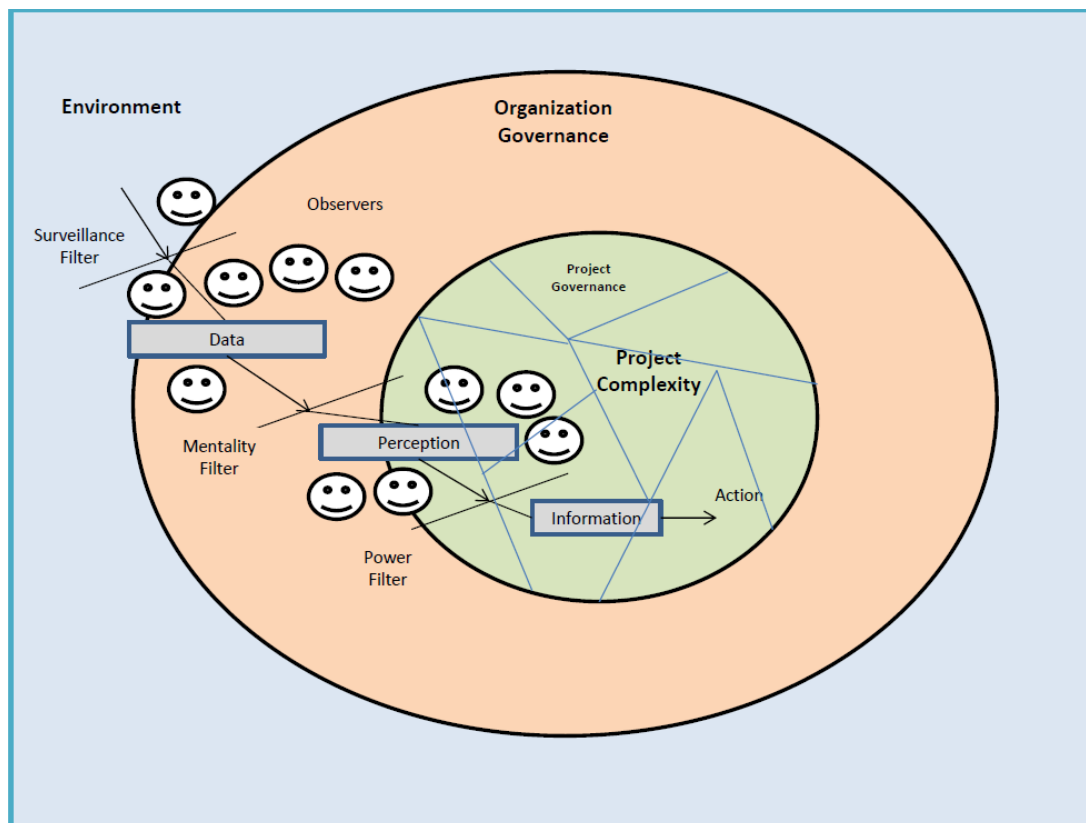 Environment
Organization
Governance
Observers
Surveillance
Filter
Project
Governance
Data
Project
Complexity
Mentality
Filter
Perception
Action
Information
Power
Filter